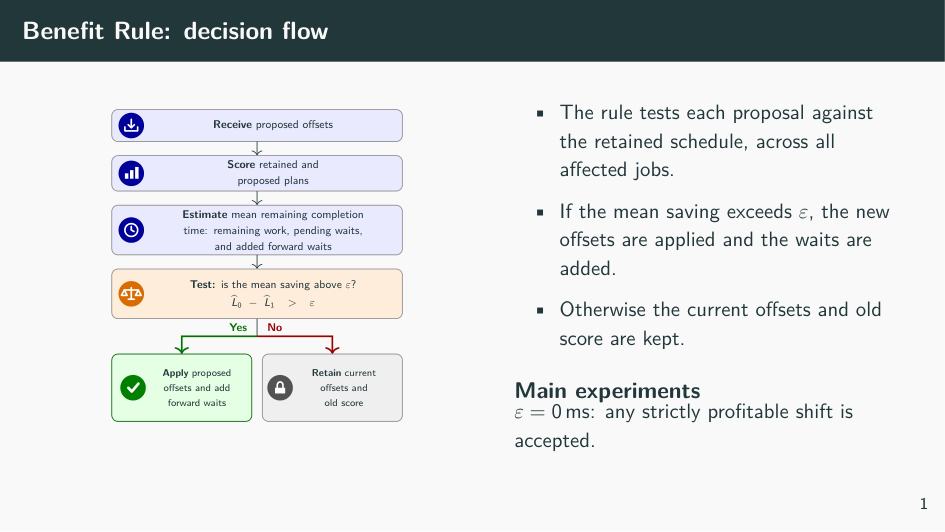 Benefit Rule: decision flow
Receive proposed offsets
Score retained and
proposed plans
Estimate mean remaining completion
time: remaining work, pending waits,
and added forward waits
Test: is the mean saving above ε?
L̂₀ − L̂₁ > ε
Yes No
Apply proposed
offsets and add
forward waits
Retain current
offsets and
old score
▪ The rule tests each proposal against
the retained schedule, across all
affected jobs.
▪ If the mean saving exceeds ε, the new
offsets are applied and the waits are
added.
▪ Otherwise the current offsets and old
score are kept.
Main experiments
ε = 0 ms: any strictly profitable shift is
accepted.
1